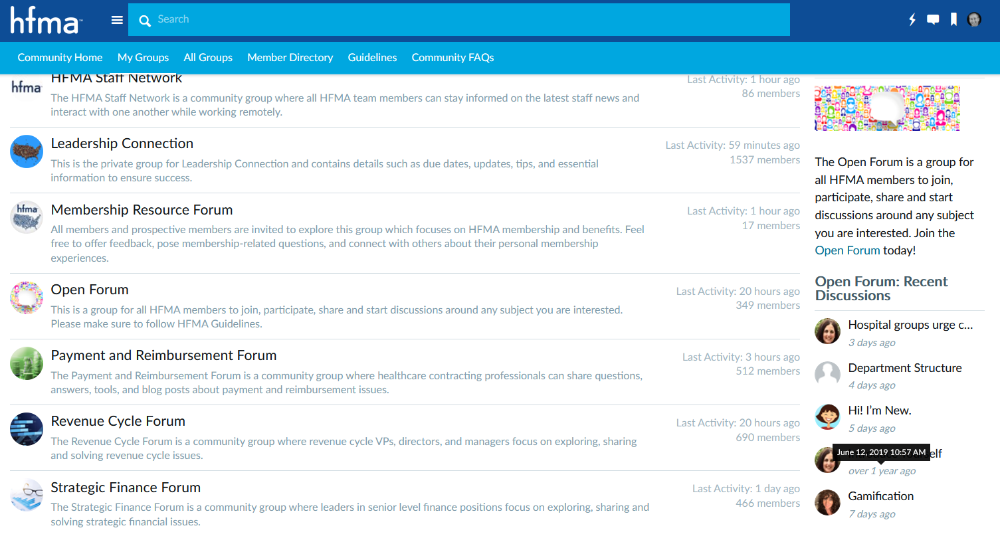 hfma™
Search
Community Home
My Groups
All Groups
Member Directory
Guidelines
Community FAQs
hfma
HFMA Staff Network
The HFMA Staff Network is a community group where all HFMA team members can stay informed on the latest staff news and
interact with one another while working remotely.
Last Activity: 1 hour ago
86 members
Leadership Connection
This is the private group for Leadership Connection and contains details such as due dates, updates, tips, and essential
information to ensure success.
Last Activity: 59 minutes ago
1537 members
hfma
Membership Resource Forum
All members and prospective members are invited to explore this group which focuses on HFMA membership and benefits. Feel
free to offer feedback, pose membership-related questions, and connect with others about their personal membership
experiences.
Last Activity: 1 hour ago
17 members
Open Forum
This is a group for all HFMA members to join, participate, share and start discussions around any subject you are interested.
Please make sure to follow HFMA Guidelines.
Last Activity: 20 hours ago
349 members
Payment and Reimbursement Forum
The Payment and Reimbursement Forum is a community group where healthcare contracting professionals can share questions,
answers, tools, and blog posts about payment and reimbursement issues.
Last Activity: 3 hours ago
512 members
Revenue Cycle Forum
The Revenue Cycle Forum is a community group where revenue cycle VPs, directors, and managers focus on exploring, sharing
and solving revenue cycle issues.
Last Activity: 20 hours ago
690 members
Strategic Finance Forum
The Strategic Finance Forum is a community group where leaders in senior level finance positions focus on exploring, sharing and
solving strategic financial issues.
Last Activity: 1 day ago
466 members
The Open Forum is a group for
all HFMA members to join,
participate, share and start
discussions around any subject
you are interested. Join the
Open Forum today!
Open Forum: Recent
Discussions
Hospital groups urge c...
3 days ago
Department Structure
4 days ago
Hi! I'm New.
5 days ago
June 12, 2019 10:57 AM
over 1 year ago
Gamification
7 days ago